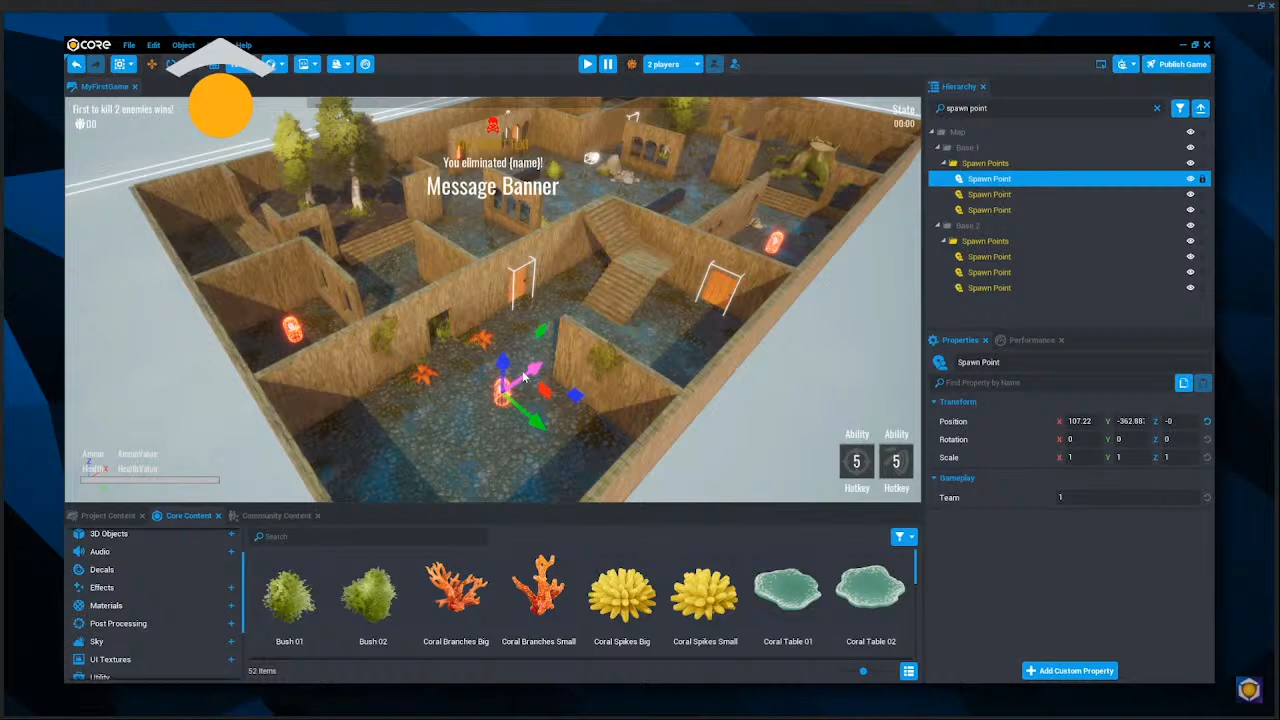 CORE File Edit Object Help
2 players
Publish Game
MyFirstGame
Hierarchy
First to kill 2 enemies wins!
00
State
00:00
You eliminated {name}!
Message Banner
Ability Ability
5 5
Hotkey Hotkey
AmmoValue
HealthValue
spawn point
Map
Base 1
Spawn Points
Spawn Point
Spawn Point
Spawn Point
Base 2
Spawn Points
Spawn Point
Spawn Point
Spawn Point
Properties Performance
Spawn Point
Find Property by Name
Transform
Position X 107.22 Y -362.88 Z -0
Rotation X 0 Y 0 Z 0
Scale X 1 Y 1 Z 1
Gameplay
Team 1
Add Custom Property
Project Content Core Content Community Content
3D Objects
Audio
Decals
Effects
Materials
Post Processing
Sky
UI Textures
Utility
Search
Bush 01 Bush 02 Coral Branches Big Coral Branches Small Coral Spikes Big Coral Spikes Small Coral Table 01 Coral Table 02
52 Items